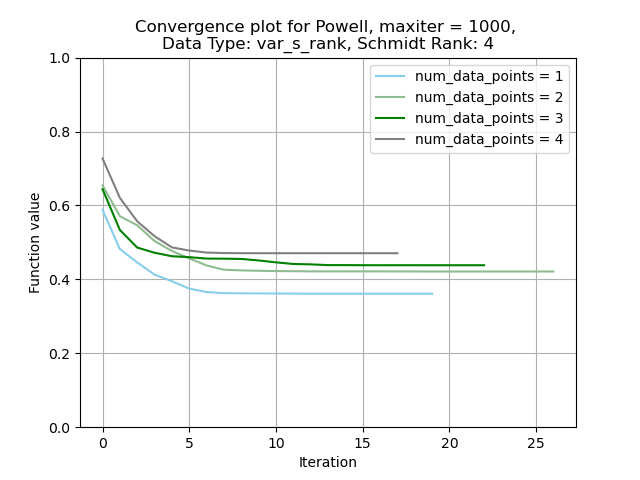 Convergence plot for Powell, maxiter = 1000,
Data Type: var_s_rank, Schmidt Rank: 4
num_data_points = 1
num_data_points = 2
num_data_points = 3
num_data_points = 4
Function value
1.0
0.8
0.6
0.4
0.2
0.0
0 5 10 15 20 25
Iteration